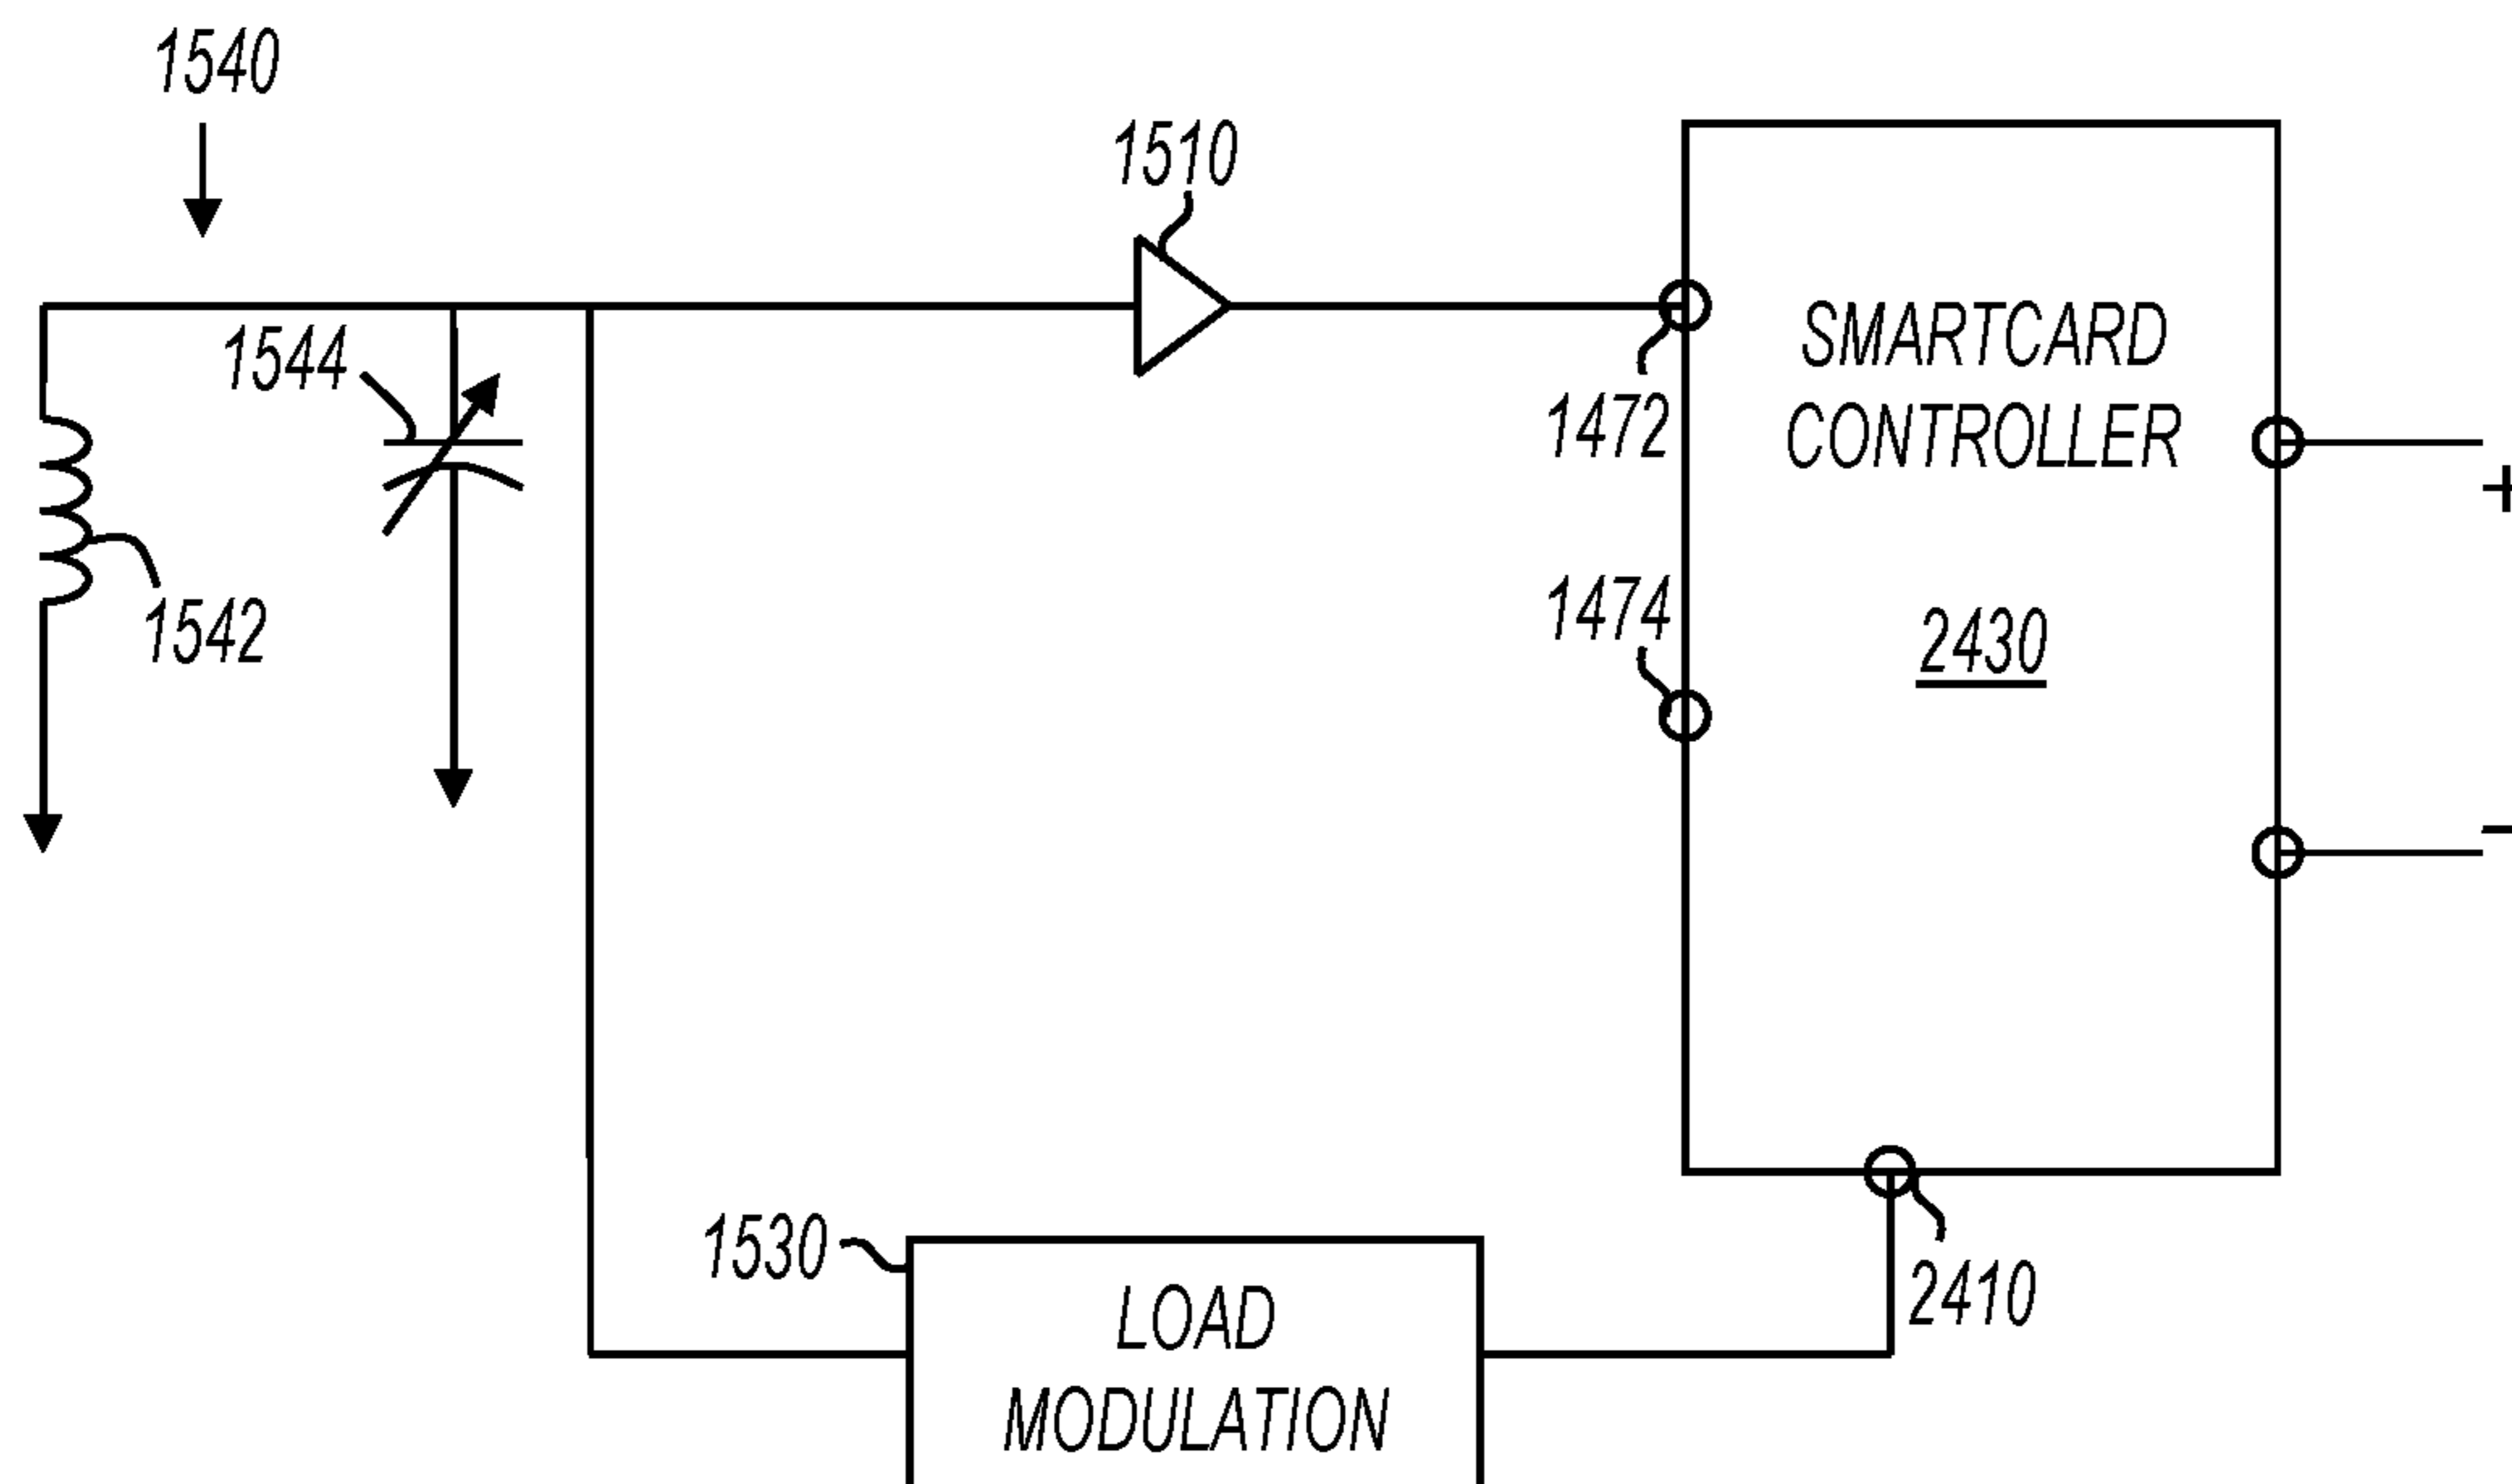 1540
1510
1544
1542
1472
1474
SMARTCARD
CONTROLLER
2430
+
-
1530
LOAD
MODULATION
2410